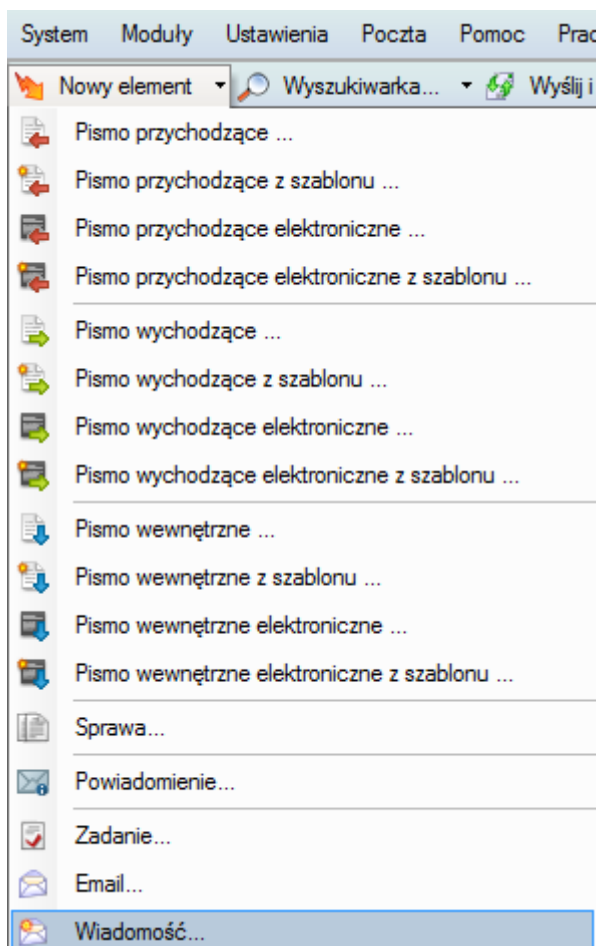 System Moduły Ustawienia Poczta Pomoc
Nowy element Wyszukiwarka... Wyślij i
Pismo przychodzące ...
Pismo przychodzące z szablonu ...
Pismo przychodzące elektroniczne ...
Pismo przychodzące elektroniczne z szablonu ...
Pismo wychodzące ...
Pismo wychodzące z szablonu ...
Pismo wychodzące elektroniczne ...
Pismo wychodzące elektroniczne z szablonu ...
Pismo wewnętrzne ...
Pismo wewnętrzne z szablonu ...
Pismo wewnętrzne elektroniczne ...
Pismo wewnętrzne elektroniczne z szablonu ...
Sprawa...
Powiadomienie...
Zadanie...
Email...
Wiadomość...